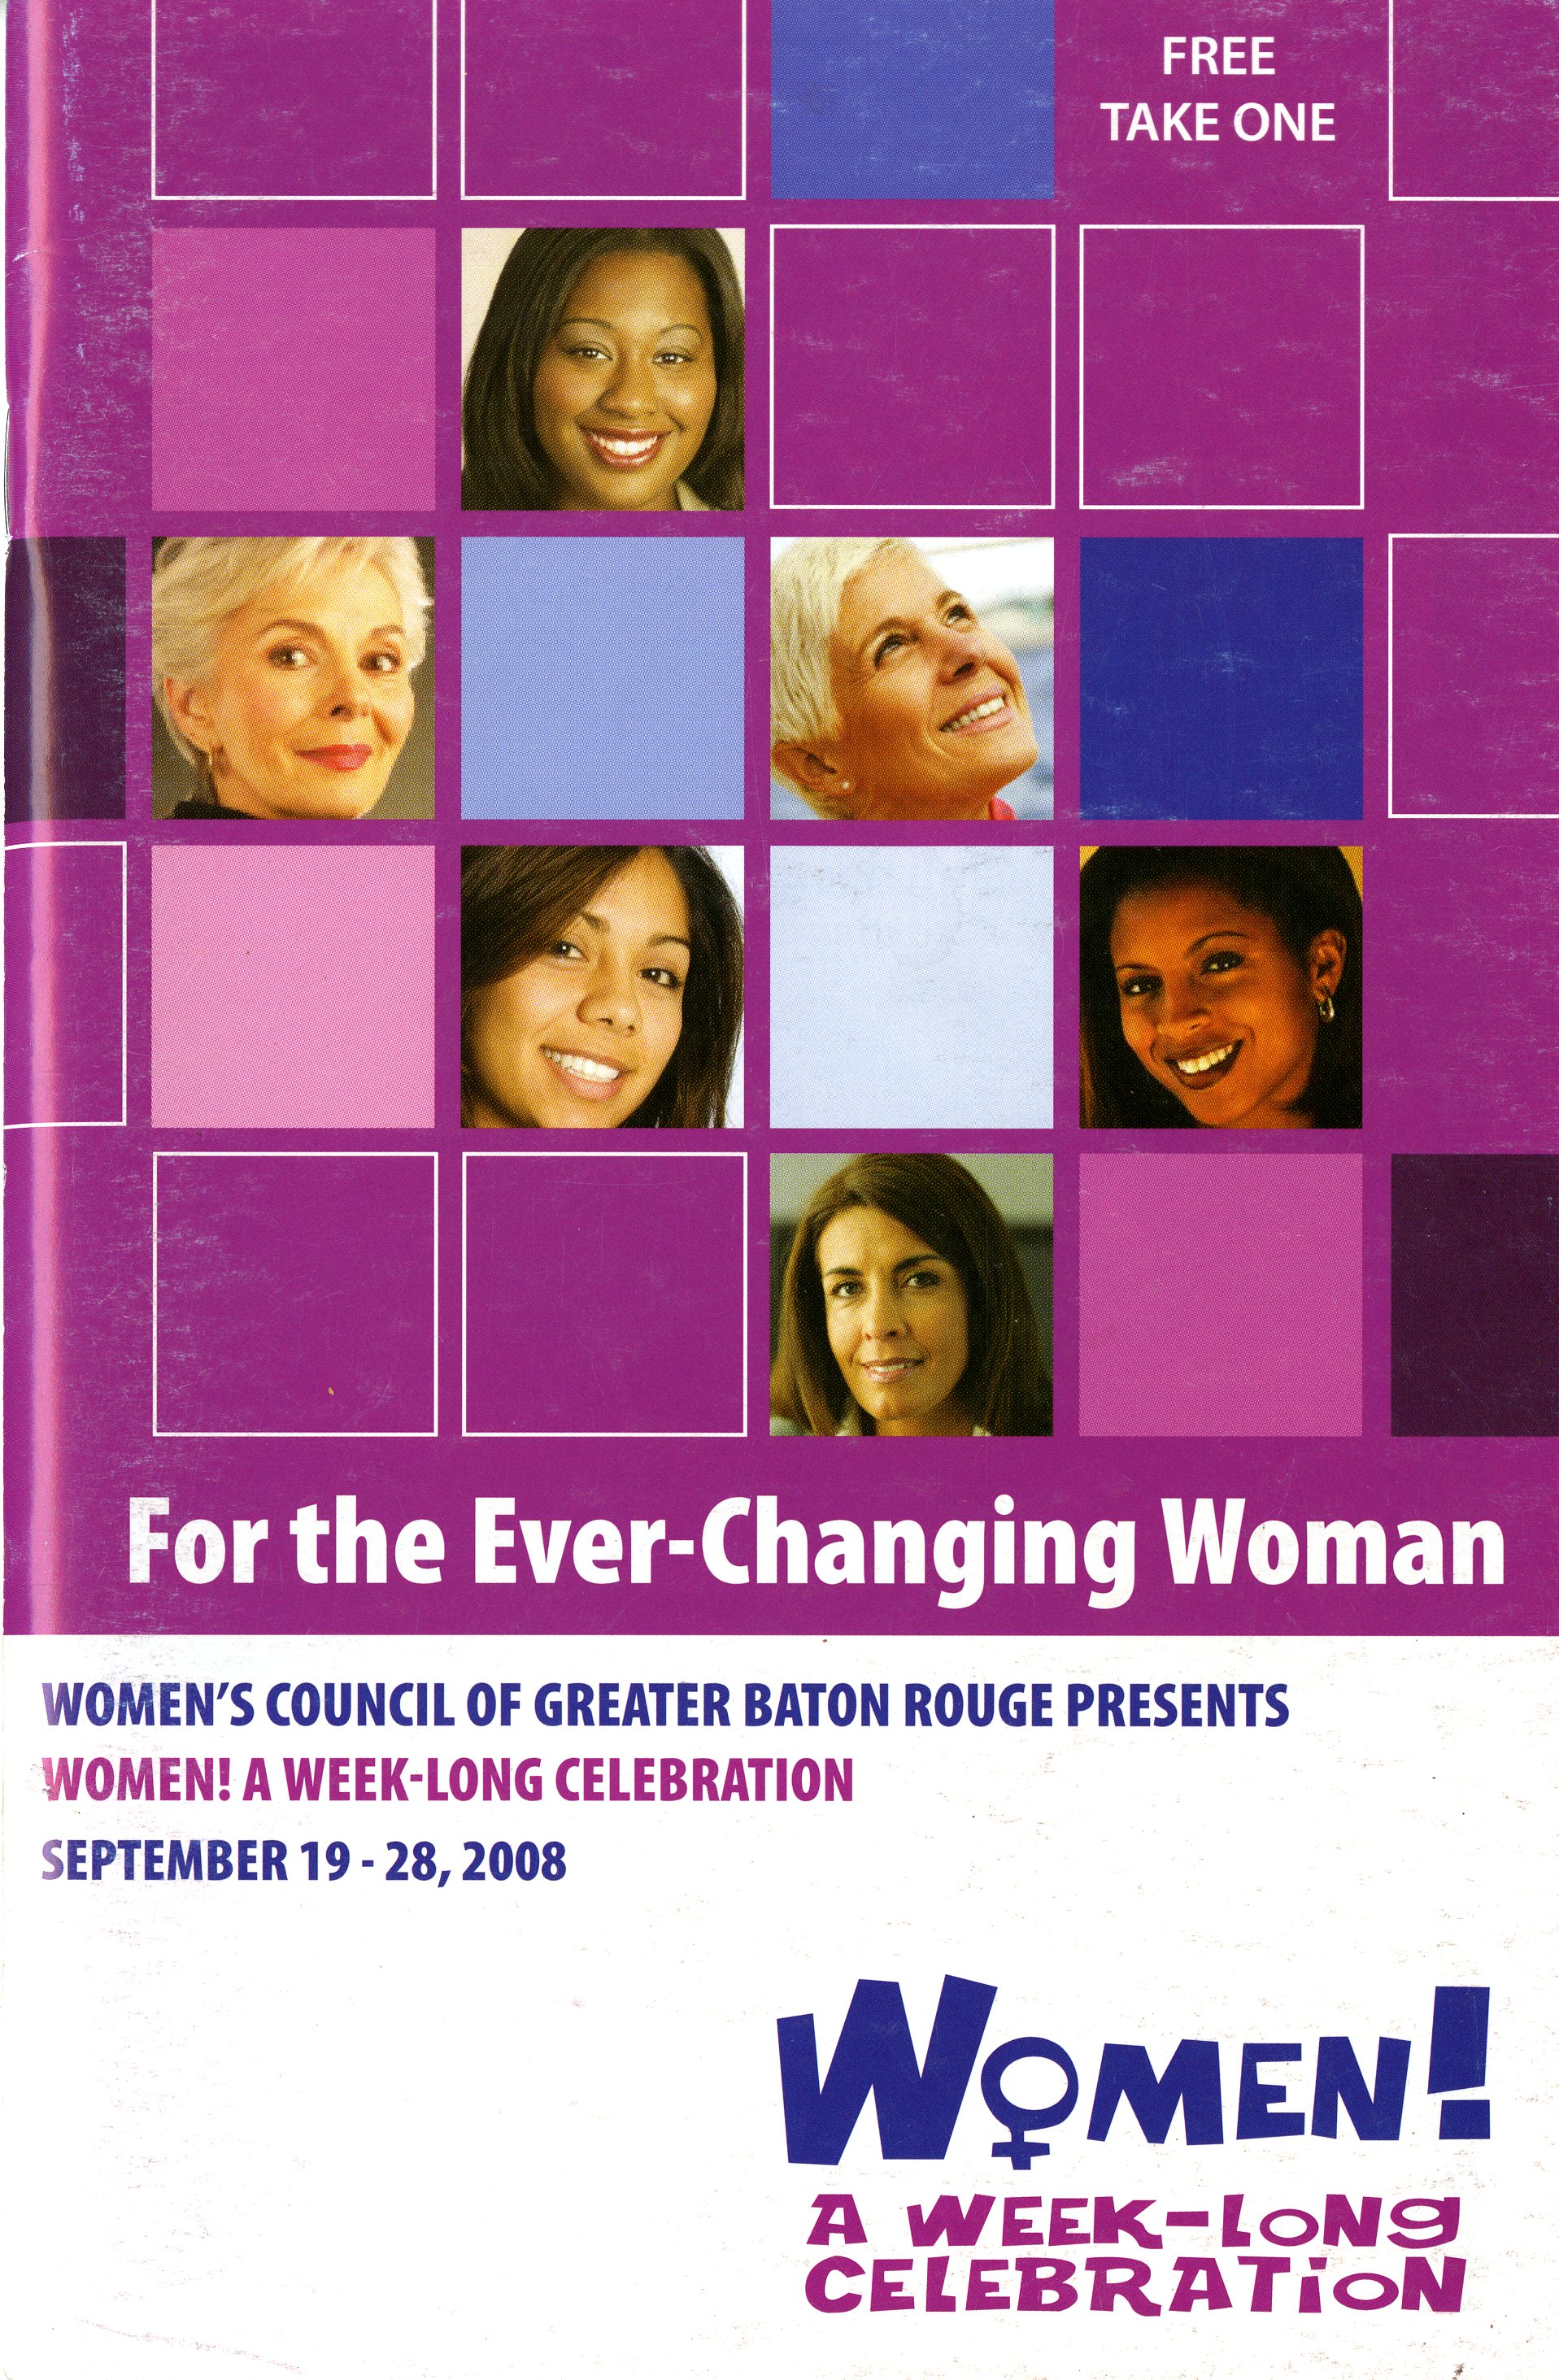 FREE
TAKE ONE
For the Ever-Changing Woman
WOMEN'S COUNCIL OF GREATER BATON ROUGE PRESENTS
WOMEN! A WEEK-LONG CELEBRATION
SEPTEMBER 19 - 28, 2008
WOMEN!
A WEEK-LONG
CELEBRATION